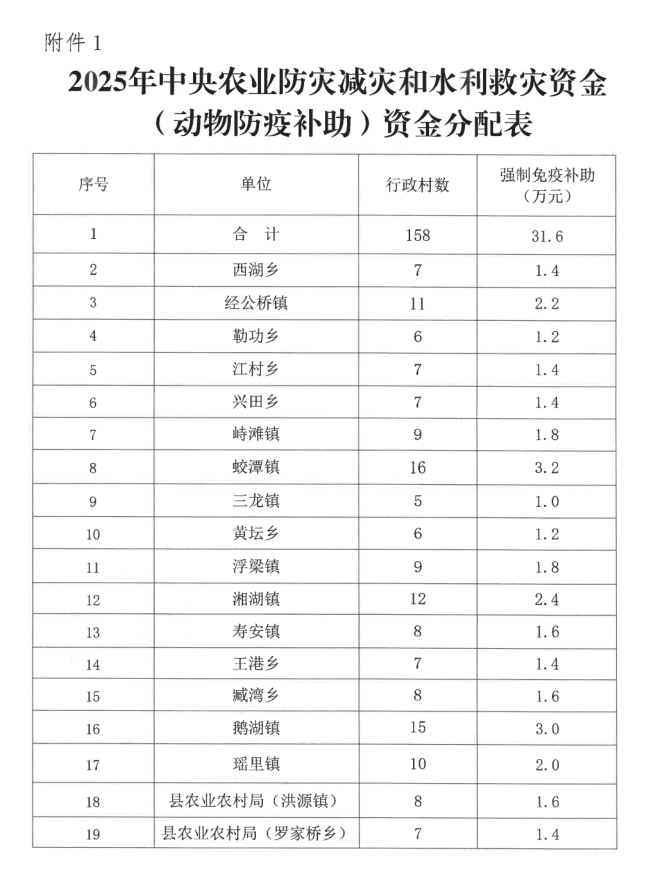 附件1
2025年中央农业防灾减灾和水利救灾资金
（动物防疫补助）资金分配表
序号 单位 行政村数 强制免疫补助（万元）
1 合 计 158 31.6
2 西湖乡 7 1.4
3 经公桥镇 11 2.2
4 勒功乡 6 1.2
5 江村乡 7 1.4
6 兴田乡 7 1.4
7 峙滩镇 9 1.8
8 蛟潭镇 16 3.2
9 三龙镇 5 1.0
10 黄坛乡 6 1.2
11 浮梁镇 9 1.8
12 湘湖镇 12 2.4
13 寿安镇 8 1.6
14 王港乡 7 1.4
15 臧湾乡 8 1.6
16 鹅湖镇 15 3.0
17 瑶里镇 10 2.0
18 县农业农村局（洪源镇） 8 1.6
19 县农业农村局（罗家桥乡） 7 1.4